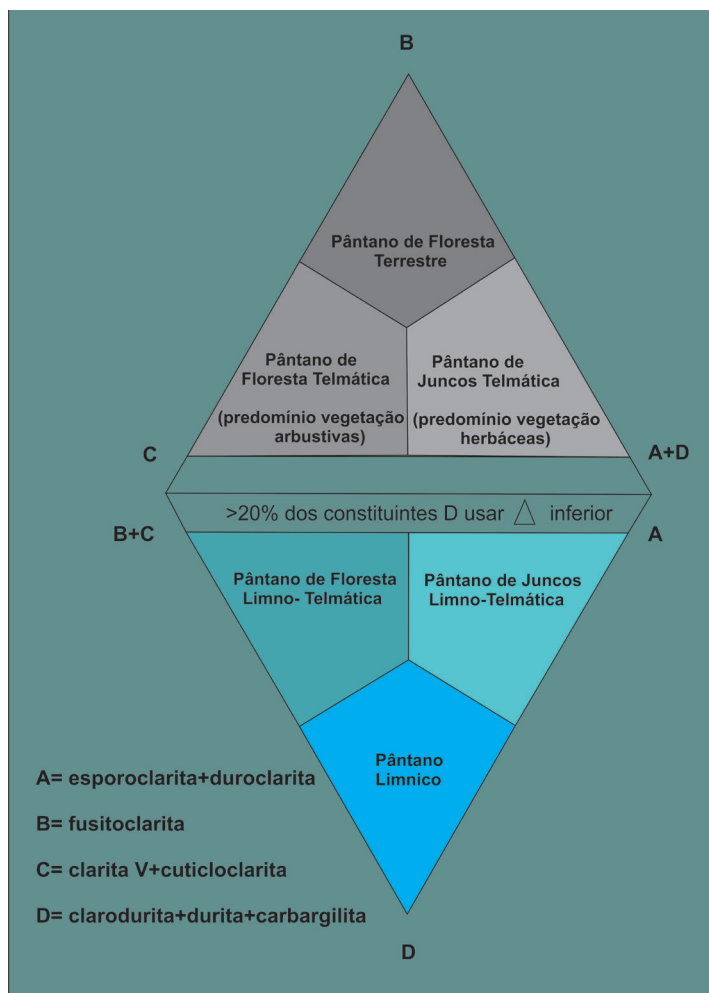 B
Pântano de Floresta
Terrestre
Pântano de
Floresta Telmática
(predomínio vegetação
arbustivas)
Pântano de
Juncos Telmática
(predomínio vegetação
herbáceas)
C
A+D
>20% dos constituintes D usar △ inferior
B+C
A
Pântano de Floresta
Limno- Telmática
Pântano de Juncos
Limno-Telmática
Pântano
Limnico
A= esporoclarita+duroclarita
B= fusitoclarita
C= clarita V+cuticloclarita
D= clarodurita+durita+carbargilita
D